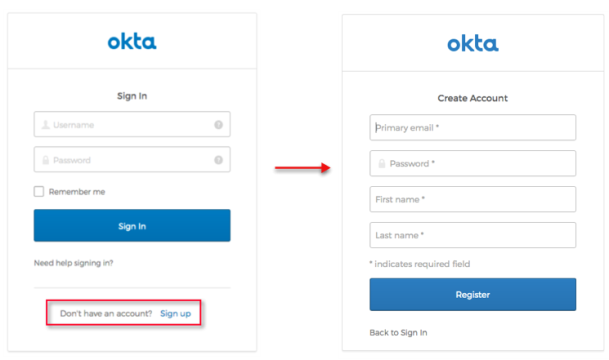 okta
Sign In
Username
Password
Remember me
Sign In
Need help signing in?
Don't have an account? Sign up
okta
Create Account
Primary email *
Password *
First name *
Last name *
* indicates required field
Register
Back to Sign In